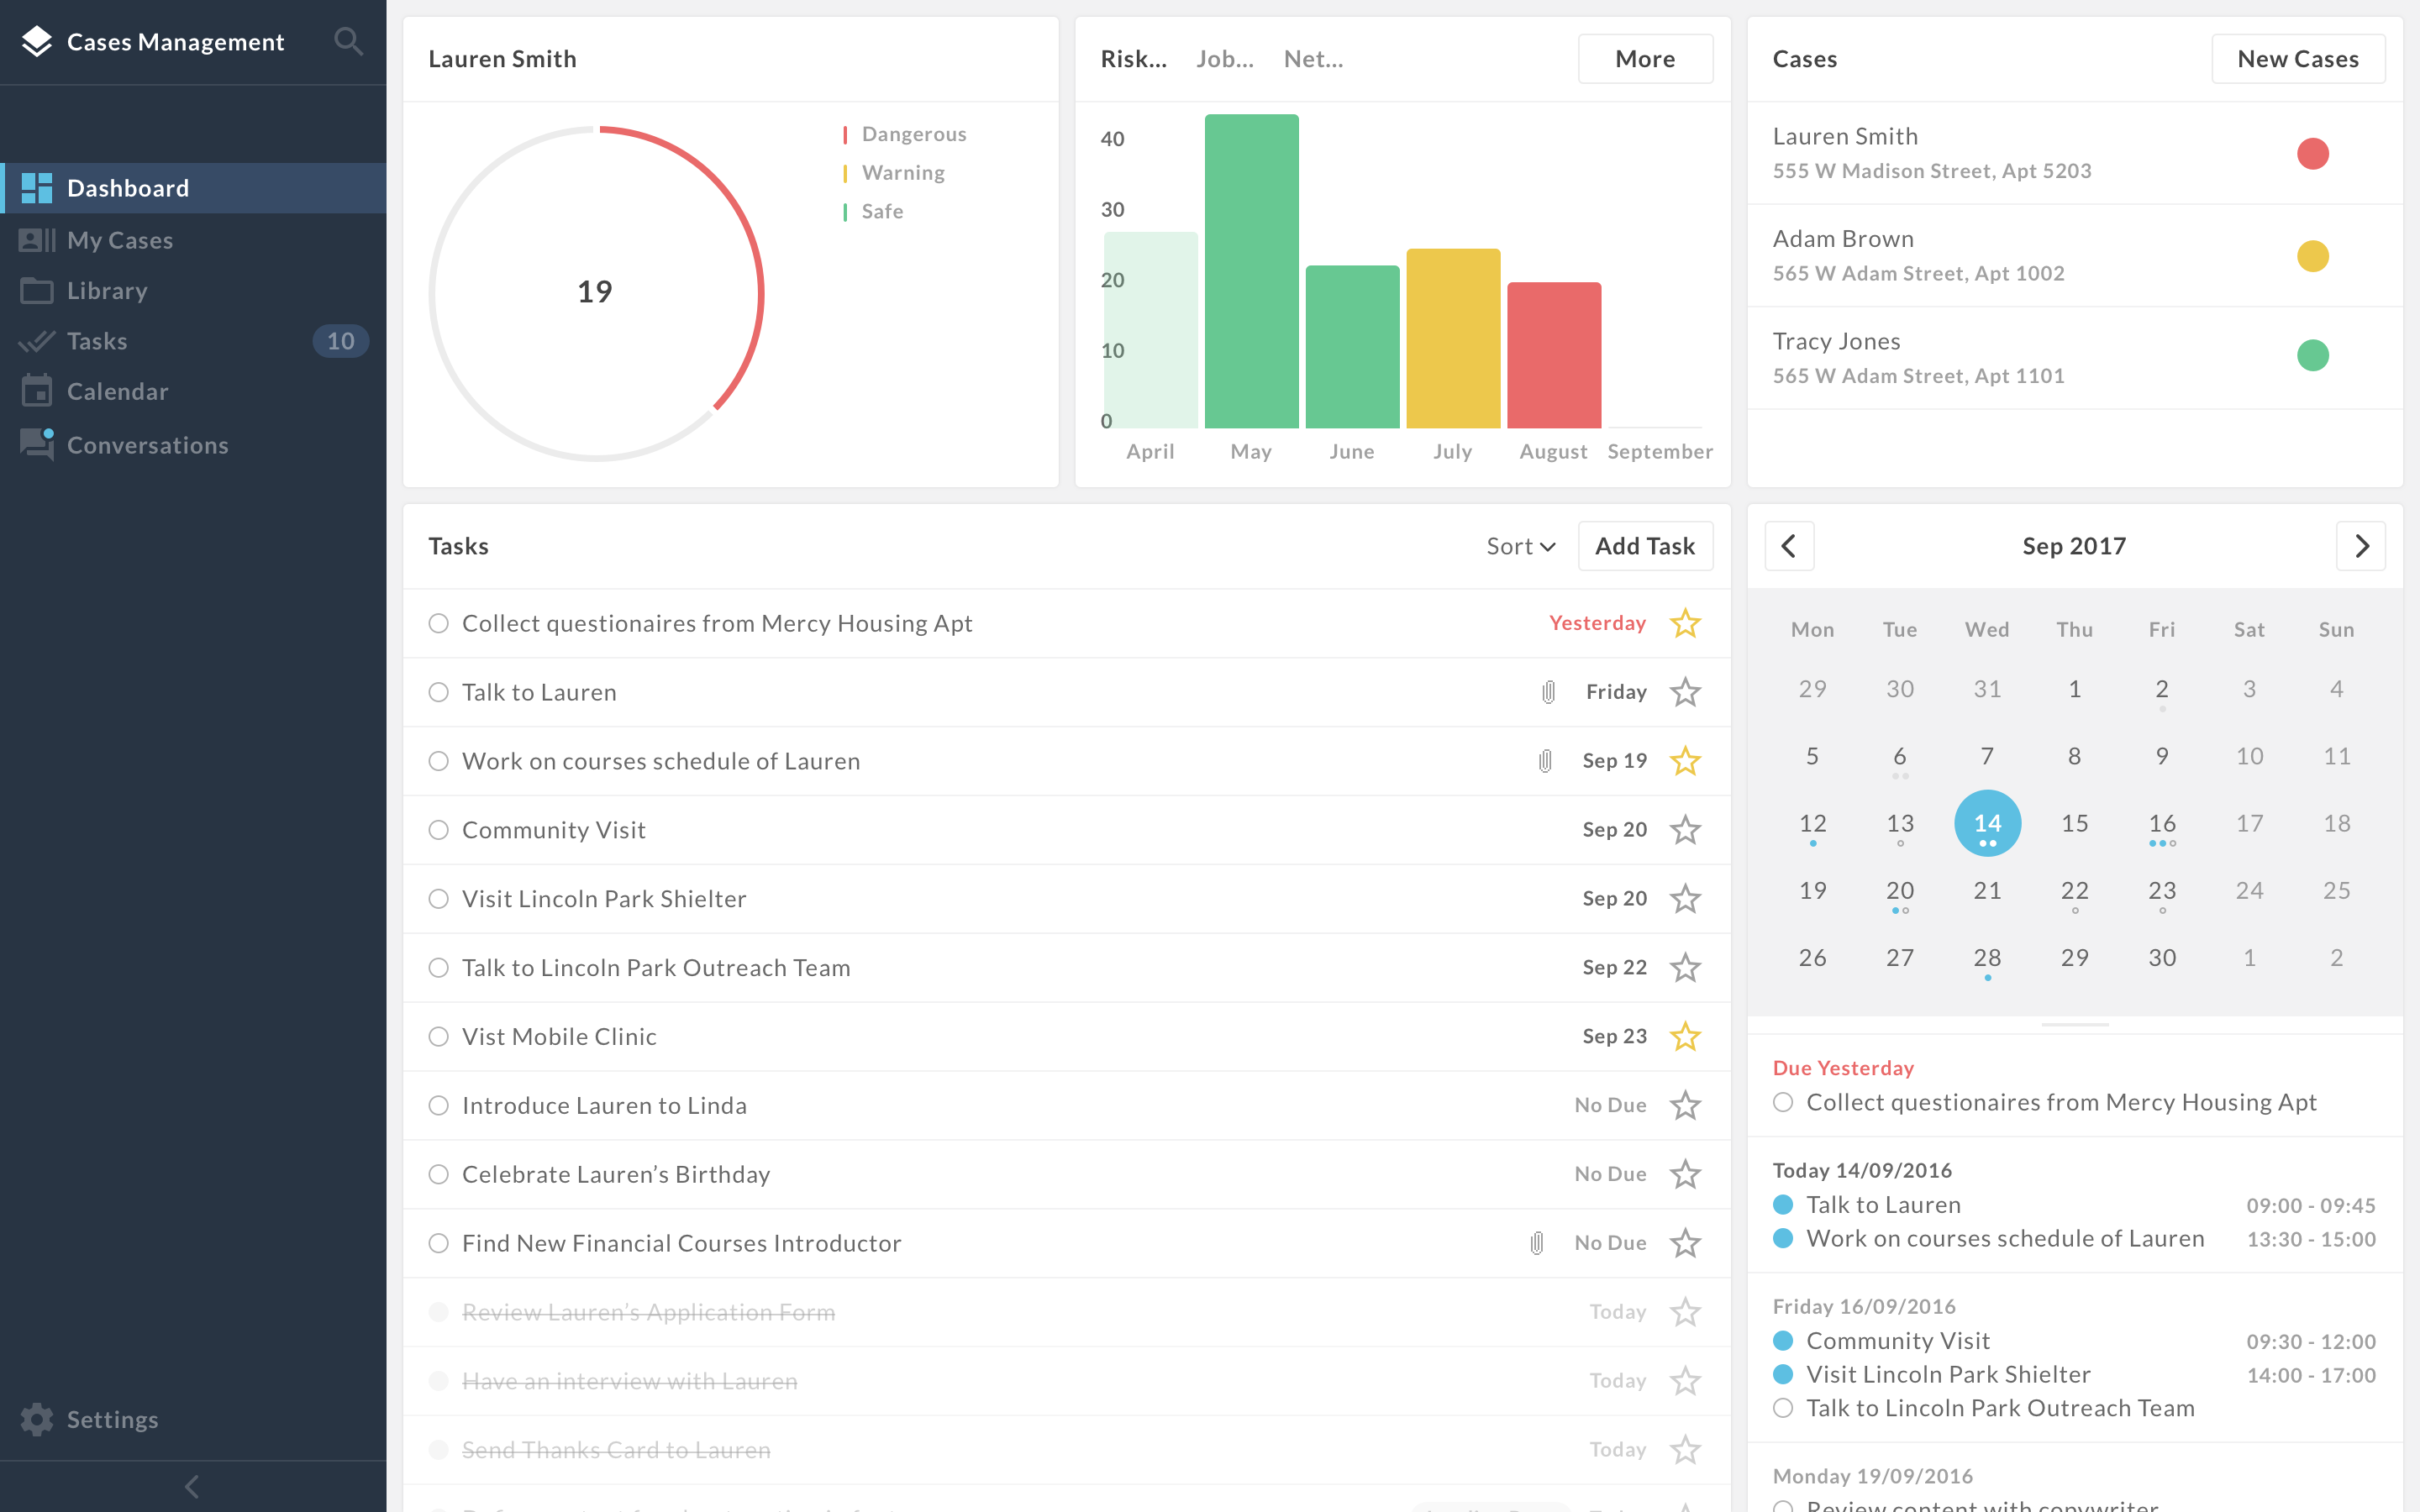 Cases Management
Dashboard
My Cases
Library
Tasks 10
Calendar
Conversations
Settings
Lauren Smith
19
Dangerous
Warning
Safe
Risk... Job... Net... More
40
30
20
10
0
April May June July August September
Cases New Cases
Lauren Smith
555 W Madison Street, Apt 5203
Adam Brown
565 W Adam Street, Apt 1002
Tracy Jones
565 W Adam Street, Apt 1101
Tasks Sort Add Task
Collect questionaires from Mercy Housing Apt Yesterday
Talk to Lauren Friday
Work on courses schedule of Lauren Sep 19
Community Visit Sep 20
Visit Lincoln Park Shielter Sep 20
Talk to Lincoln Park Outreach Team Sep 22
Vist Mobile Clinic Sep 23
Introduce Lauren to Linda No Due
Celebrate Lauren’s Birthday No Due
Find New Financial Courses Introductor No Due
Review Lauren’s Application Form Today
Have an interview with Lauren Today
Send Thanks Card to Lauren Today
Sep 2017
Mon Tue Wed Thu Fri Sat Sun
29 30 31 1 2 3 4
5 6 7 8 9 10 11
12 13 14 15 16 17 18
19 20 21 22 23 24 25
26 27 28 29 30 1 2
Due Yesterday
Collect questionaires from Mercy Housing Apt
Today 14/09/2016
Talk to Lauren 09:00 - 09:45
Work on courses schedule of Lauren 13:30 - 15:00
Friday 16/09/2016
Community Visit 09:30 - 12:00
Visit Lincoln Park Shielter 14:00 - 17:00
Talk to Lincoln Park Outreach Team
Monday 19/09/2016
Review content with copywriter